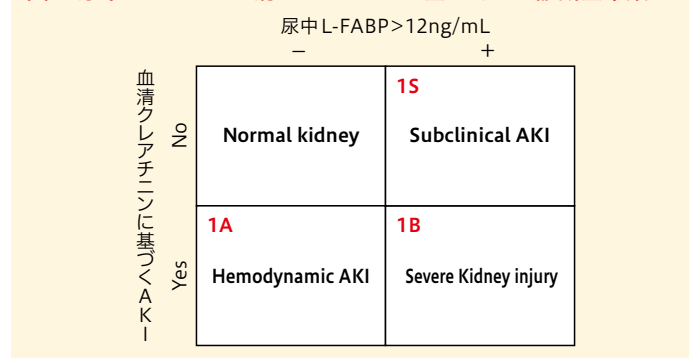 尿中L-FABP>12ng/mL
− +
血清クレアチニンに基づくAKI
No
Normal kidney
1S
Subclinical AKI
Yes
1A
Hemodynamic AKI
1B
Severe Kidney injury